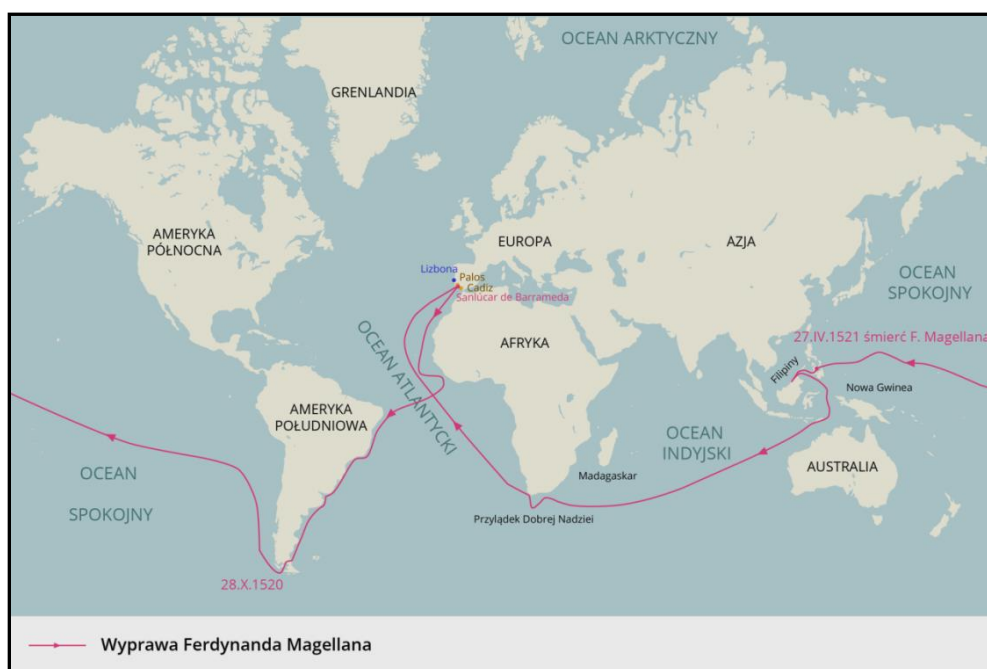 OCEAN ARKTYCZNY
GRENLANDIA
AMERYKA
PÓŁNOCNA
EUROPA
AZJA
Lizbona
Palos
Cadiz
Sanlúcar de Barrameda
OCEAN
SPOKOJNY
27.IV.1521 śmierć F. Magellana
AFRYKA
Filipiny
Nowa Gwinea
OCEAN ATLANTYCKI
AMERYKA
POŁUDNIOWA
OCEAN
INDYJSKI
AUSTRALIA
Madagaskar
OCEAN
SPOKOJNY
Przylądek Dobrej Nadziei
28.X.1520
Wyprawa Ferdynanda Magellana